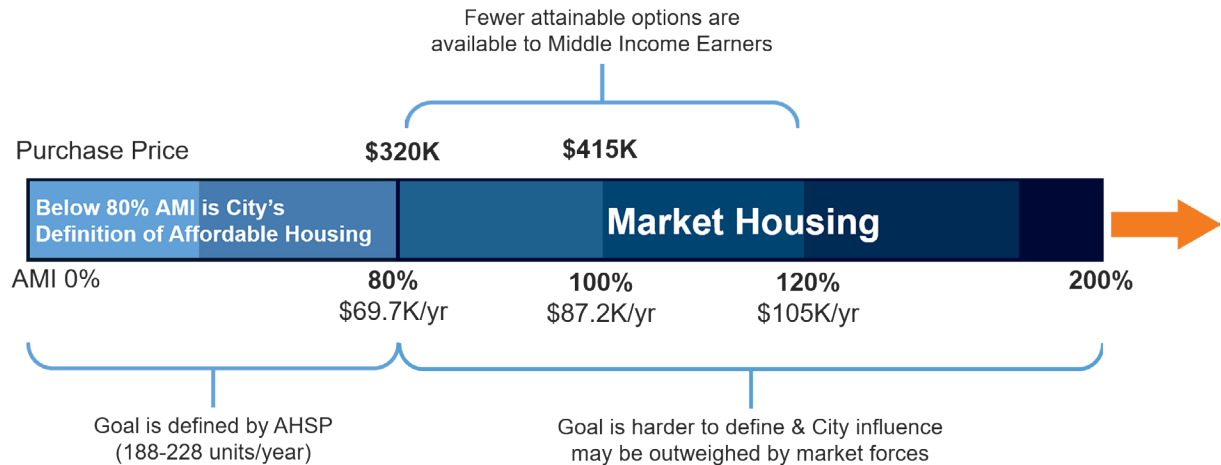 Fewer attainable options are
available to Middle Income Earners
Purchase Price
$320K
$415K
Below 80% AMI is City's
Definition of Affordable Housing
Market Housing
AMI 0%
80%
100%
120%
200%
$69.7K/yr
$87.2K/yr
$105K/yr
Goal is defined by AHSP
(188-228 units/year)
Goal is harder to define & City influence
may be outweighed by market forces